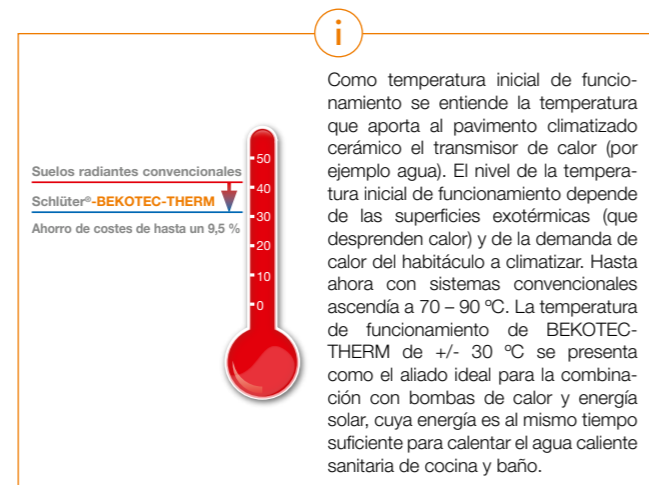 i
Suelos radiantes convencionales
Schlüter®-BEKOTEC-THERM
Ahorro de costes de hasta un 9,5 %
50
40
30
20
10
0
Como temperatura inicial de funcio-
namiento se entiende la temperatura
que aporta al pavimento climatizado
cerámico el transmisor de calor (por
ejemplo agua). El nivel de la tempera-
tura inicial de funcionamiento depende
de las superficies exotérmicas (que
desprenden calor) y de la demanda de
calor del habitáculo a climatizar. Hasta
ahora con sistemas convencionales
ascendía a 70 – 90 ºC. La temperatura
de funcionamiento de BEKOTEC-
THERM de +/- 30 ºC se presenta
como el aliado ideal para la combina-
ción con bombas de calor y energía
solar, cuya energía es al mismo tiempo
suficiente para calentar el agua caliente
sanitaria de cocina y baño.